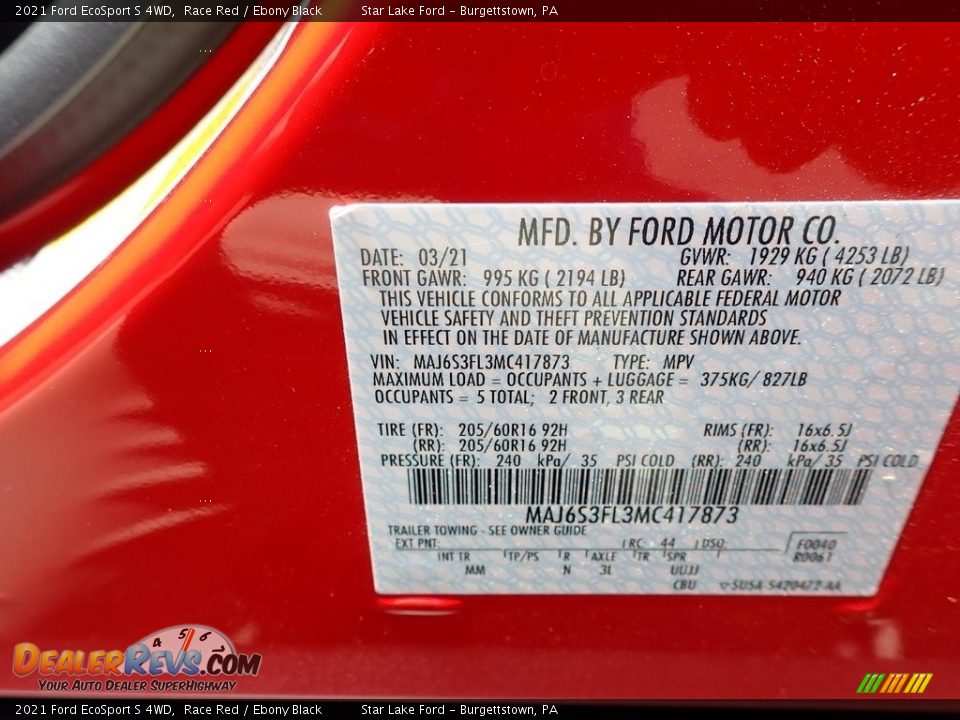 2021 Ford EcoSport S 4WD, Race Red / Ebony Black Star Lake Ford - Burgettstown, PA
MFD. BY FORD MOTOR CO.
DATE: 03/21 GVWR: 1929 KG ( 4253 LB)
FRONT GAWR: 995 KG ( 2194 LB) REAR GAWR: 940 KG ( 2072 LB)
THIS VEHICLE CONFORMS TO ALL APPLICABLE FEDERAL MOTOR
VEHICLE SAFETY AND THEFT PREVENTION STANDARDS
IN EFFECT ON THE DATE OF MANUFACTURE SHOWN ABOVE.
VIN: MAJ6S3FL3MC417873 TYPE: MPV
MAXIMUM LOAD = OCCUPANTS + LUGGAGE = 375KG/ 827LB
OCCUPANTS = 5 TOTAL; 2 FRONT, 3 REAR
TIRE (FR): 205/60R16 92H RIMS (FR): 16x6.5J
(RR): 205/60R16 92H (RR): 16x6.5J
PRESSURE (FR): 240 kPa/ 35 PSI COLD (RR): 240 kPa/ 35 PSI COLD
MAJ6S3FL3MC417873
TRAILER TOWING - SEE OWNER GUIDE
EXT PNT: RC: 44 DSO: F0040
INT TR TP/PS R AXLE TR SPR R0061
MM N 3L UUJJ
CBU
4 5 6
DealerRevs.com
Your Auto Dealer SuperHighway
2021 Ford EcoSport S 4WD, Race Red / Ebony Black Star Lake Ford - Burgettstown, PA